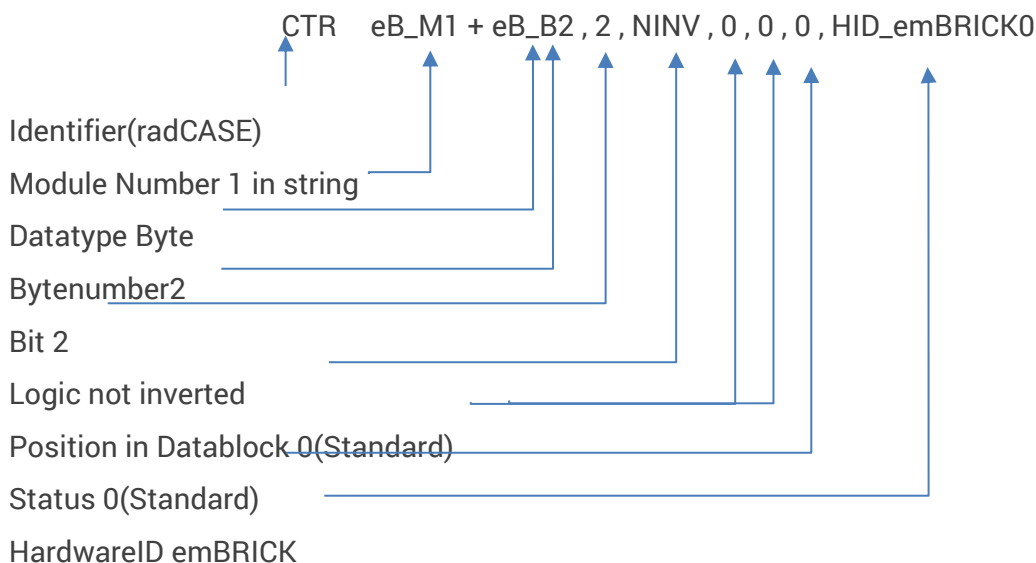 CTR eB_M1 + eB_B2 , 2 , NINV , 0 , 0 , 0 , HID_emBRICK0
Identifier(radCASE)
Module Number 1 in string
Datatype Byte
Bytenumber2
Bit 2
Logic not inverted
Position in Datablock 0(Standard)
Status 0(Standard)
HardwareID emBRICK